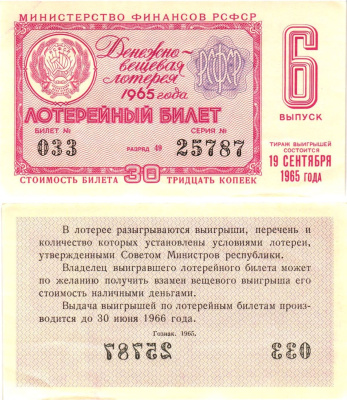 МИНИСТЕРСТВО ФИНАНСОВ РСФСР
Денежно-
вещевая
лотерея
1965 года
РСФСР
6
ВЫПУСК
ЛОТЕРЕЙНЫЙ БИЛЕТ
БИЛЕТ № СЕРИЯ №
033 РАЗРЯД 49 25787
ТИРАЖ ВЫИГРЫШЕЙ
СОСТОИТСЯ
19 СЕНТЯБРЯ
1965 ГОДА
СТОИМОСТЬ БИЛЕТА 30 ТРИДЦАТЬ КОПЕЕК
В лотерее разыгрываются выигрыши, перечень и
количество которых установлены условиями лотереи,
утвержденными Советом Министров республики.
Владелец выигравшего лотерейного билета может
по желанию получить взамен вещевого выигрыша его
стоимость наличными деньгами.
Выдача выигрышей по лотерейным билетам произ-
водится до 30 июня 1966 года.
Гознак. 1965.
25787 033